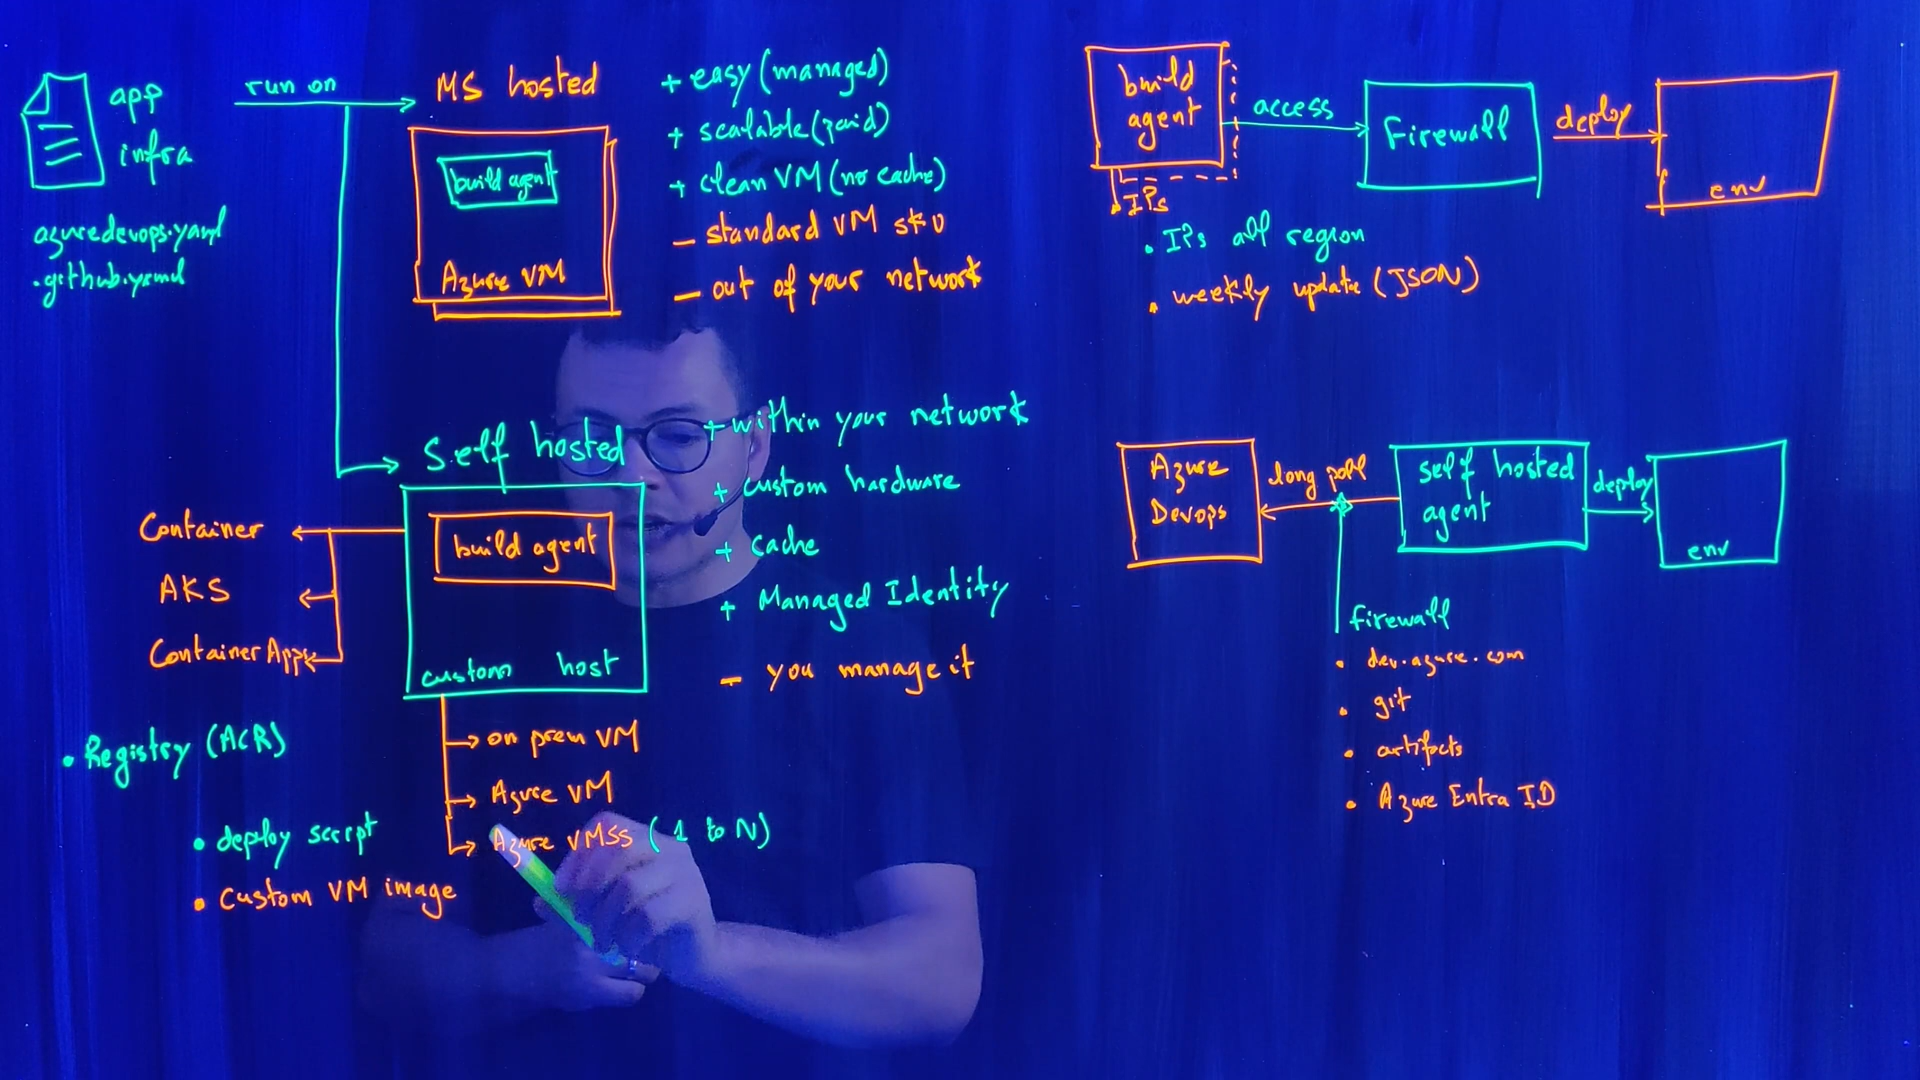 app
infra
azuredevops.yaml
.github.yaml
run on
MS hosted
build agent
Azure VM
+ easy (managed)
+ scalable (paid)
+ clean VM (no cache)
- standard VM SKU
- out of your network
Self hosted
build agent
custom host
+ within your network
+ custom hardware
+ cache
+ Managed Identity
- you manage it
Container
AKS
Container Apps
• Registry (ACR)
• deploy script
• Custom VM image
on prem VM
Azure VM
Azure VMSS (1 to N)
build
agent
IPs
access
Firewall
deploy
env
• IPs all region
• weekly update (JSON)
Azure
Devops
long poll
self hosted
agent
deploy
env
firewall
• dev.azure.com
• git
• artifacts
• Azure Entra ID